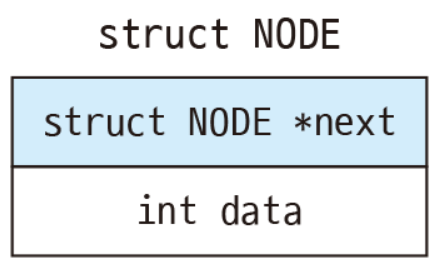 struct NODE
struct NODE *next
int data